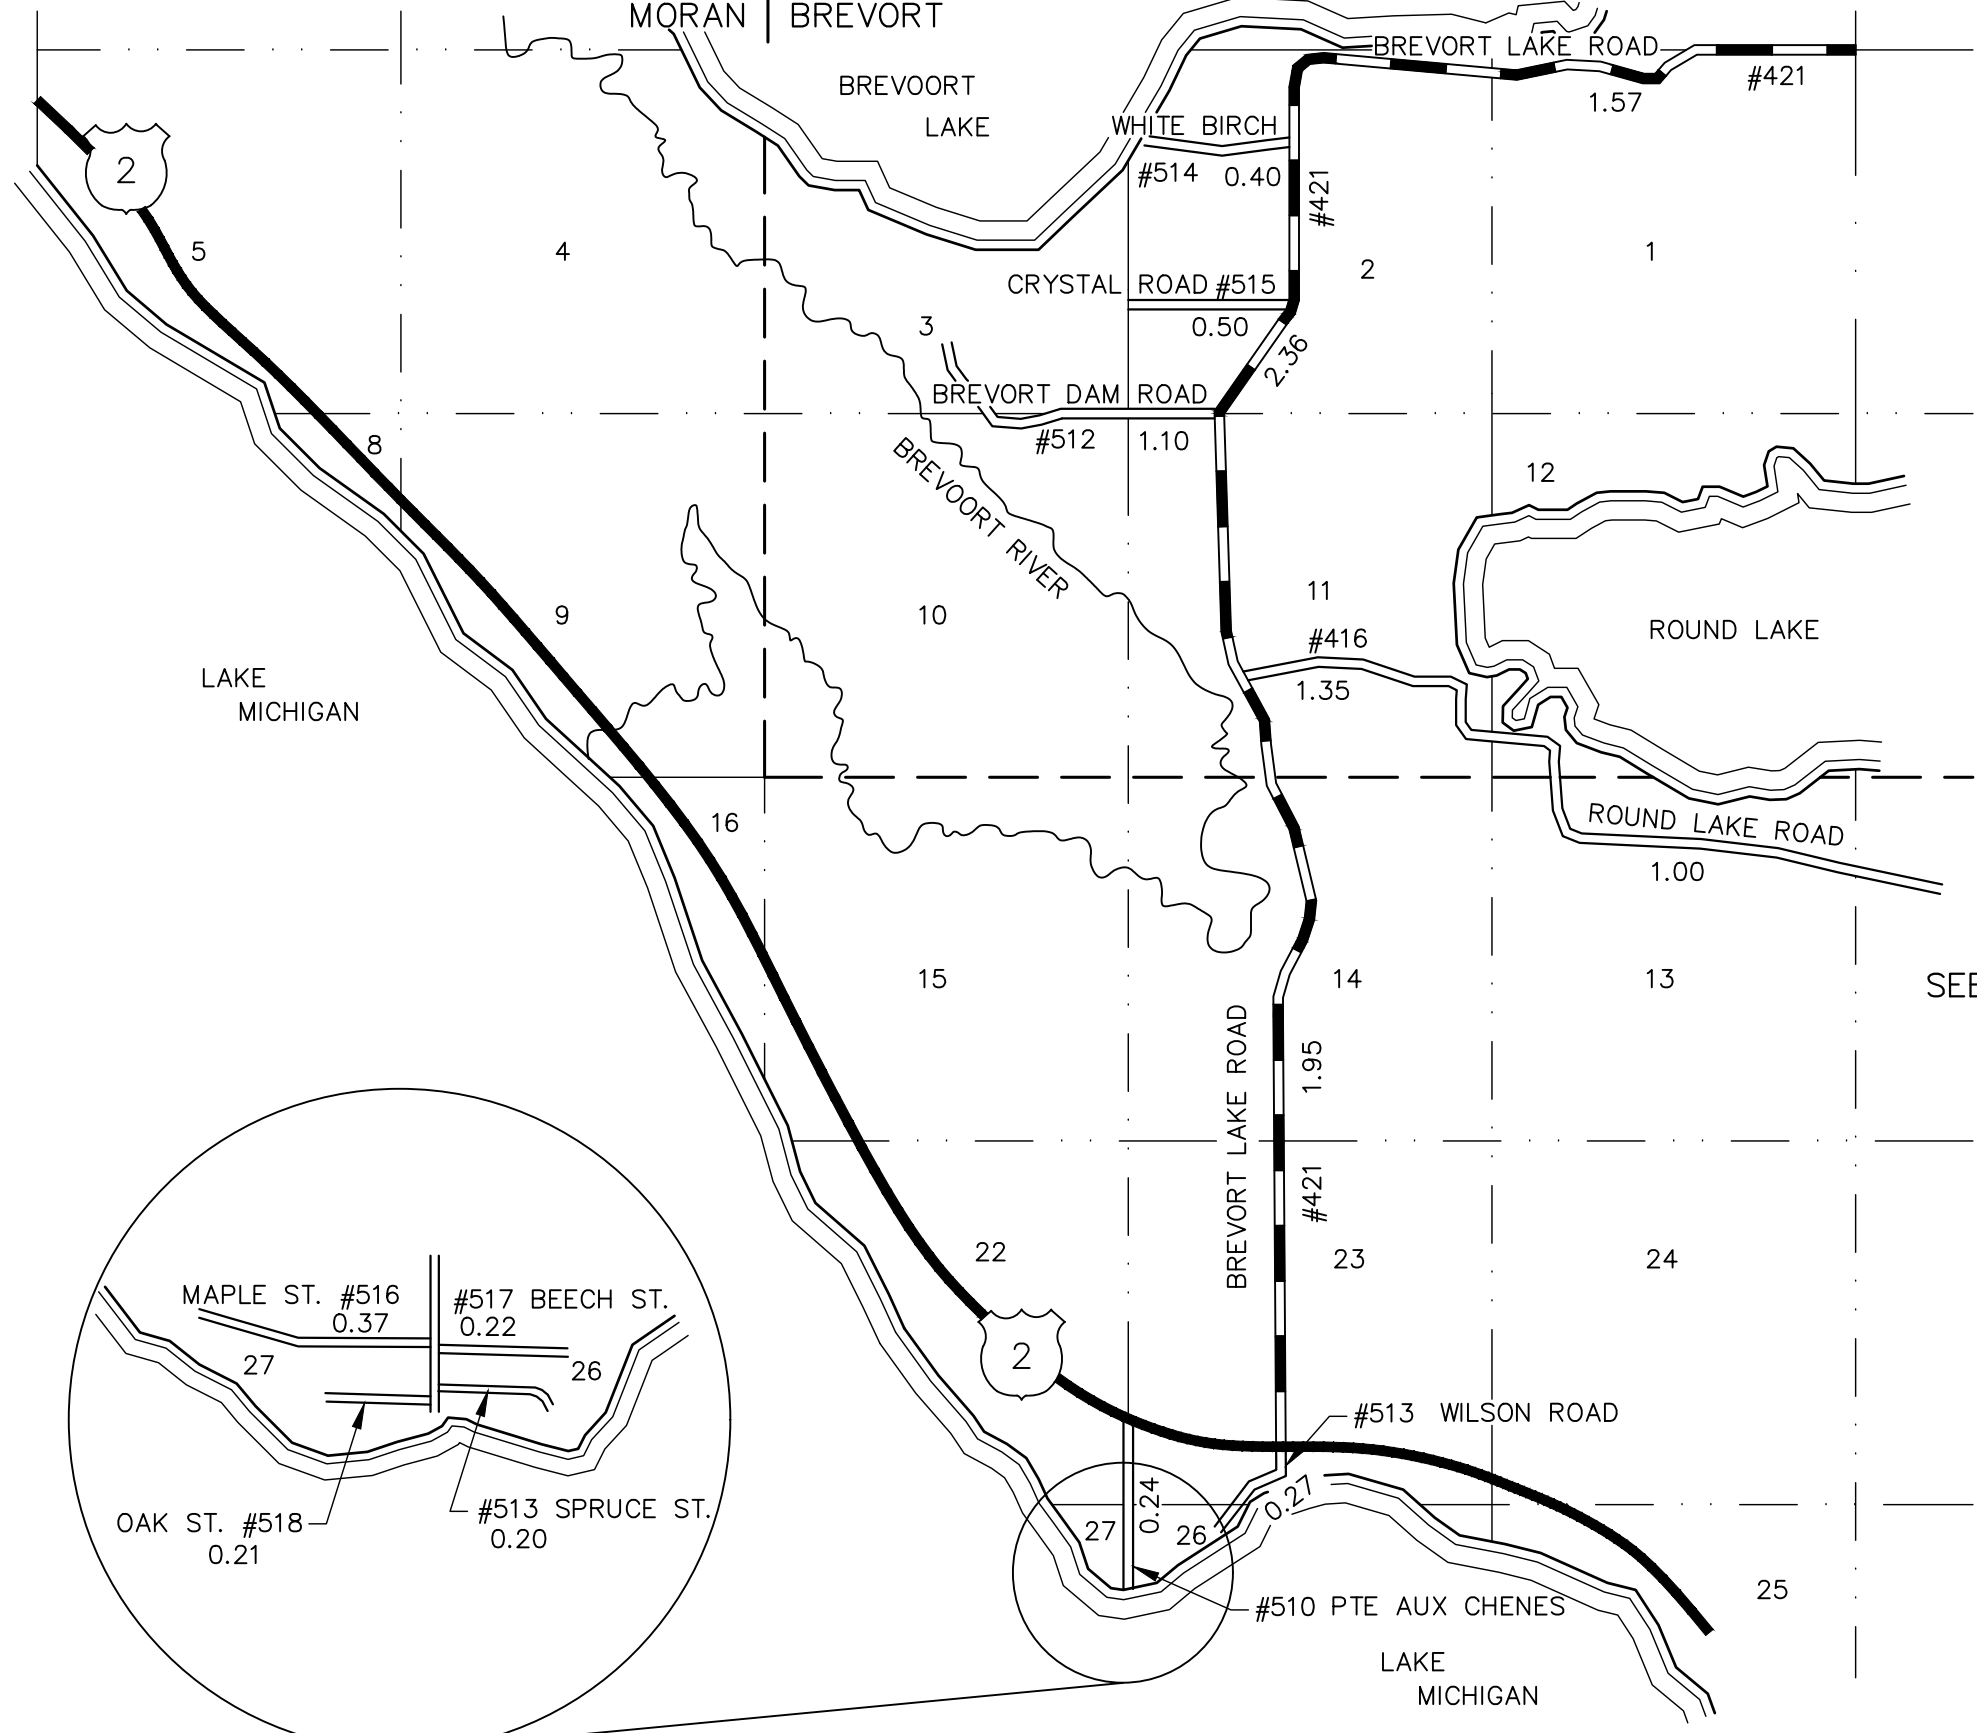 MORAN | BREVORT
BREVORT LAKE ROAD
#421
1.57
BREVOORT
LAKE
WHITE BIRCH
#514 0.40
#421
2
5
4
2
1
CRYSTAL ROAD #515
0.50
3
2.36
BREVORT DAM ROAD
#512 1.10
8
BREVOORT RIVER
12
9
10
11
#416
1.35
ROUND LAKE
LAKE
MICHIGAN
16
ROUND LAKE ROAD
1.00
15
14
13
SEE
BREVORT LAKE ROAD
1.95
#421
22
23
24
2
MAPLE ST. #516
0.37
#517 BEECH ST.
0.22
27
26
OAK ST. #518
0.21
#513 SPRUCE ST.
0.20
#513 WILSON ROAD
0.24
0.27
27
26
25
#510 PTE AUX CHENES
LAKE
MICHIGAN